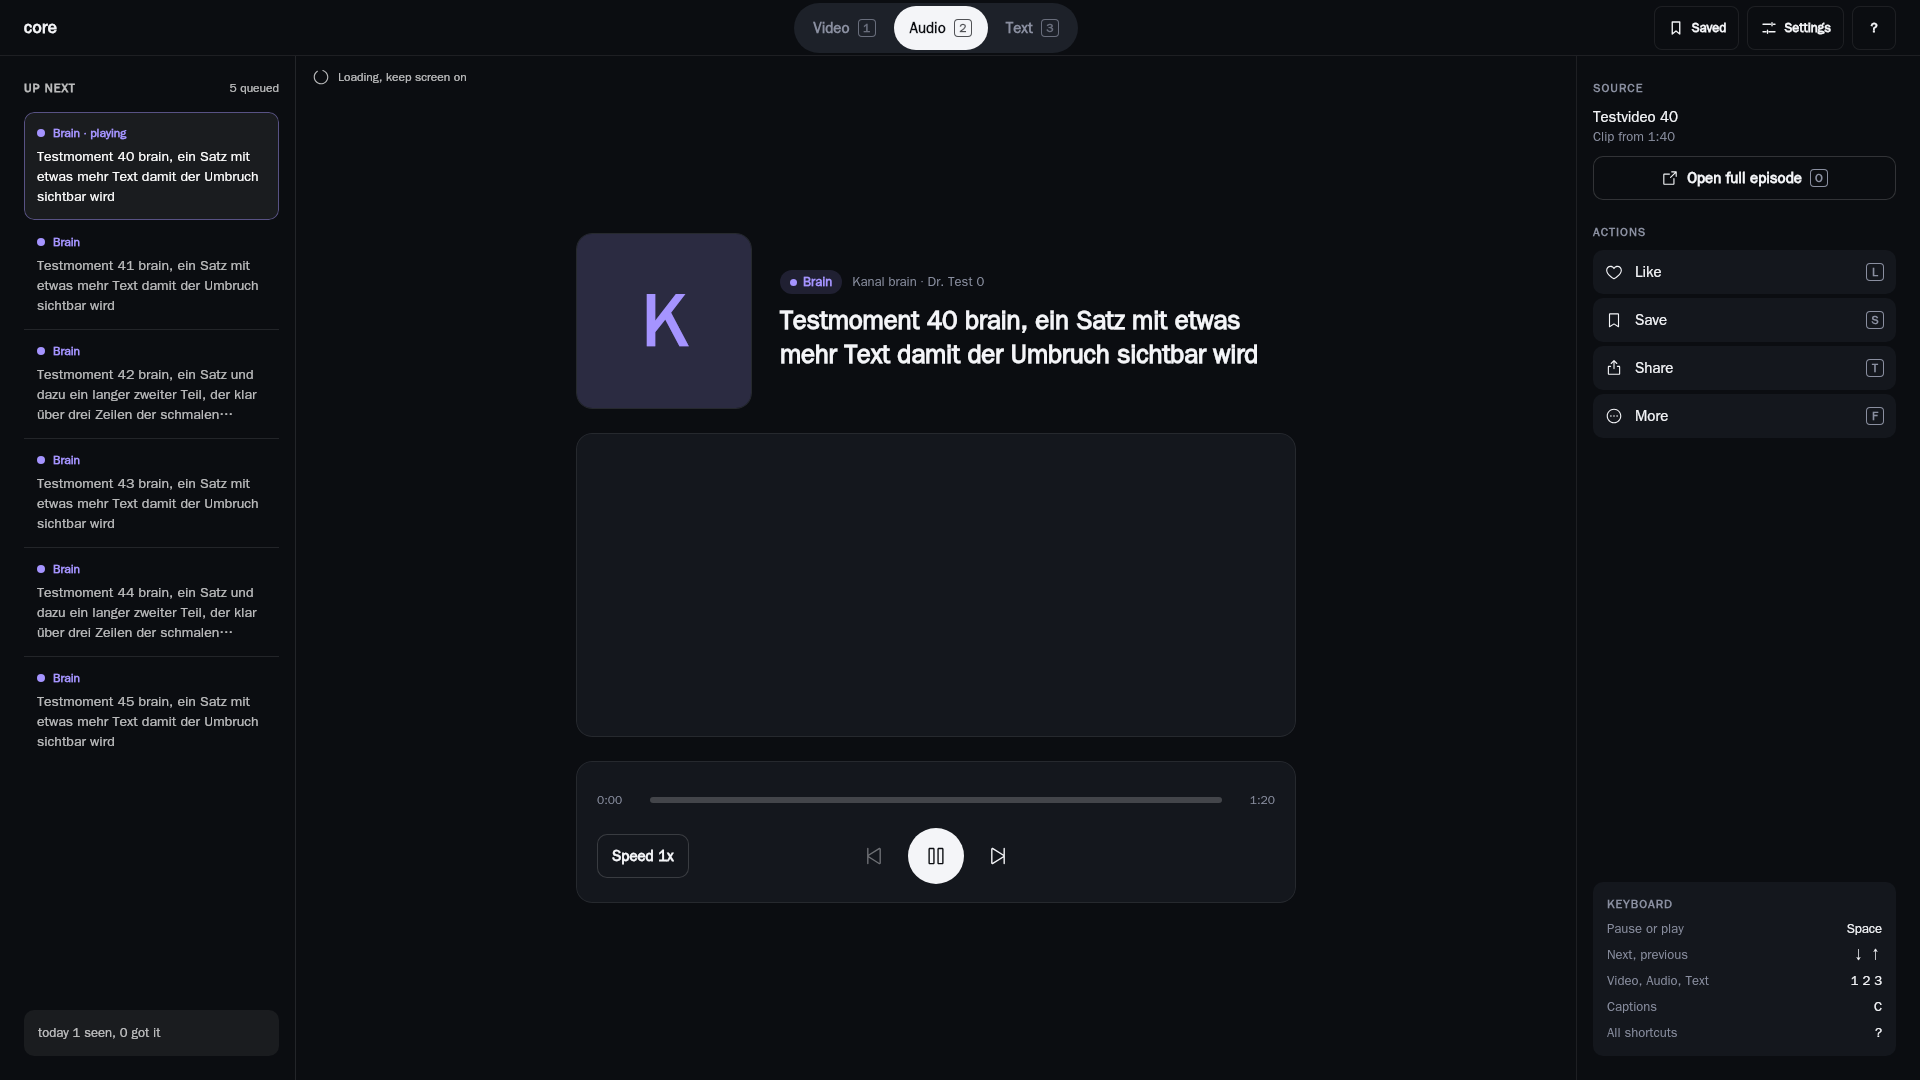 core
Video 1
Audio 2
Text 3
Saved
Settings
?
UP NEXT
5 queued
Brain · playing
Testmoment 40 brain, ein Satz mit
etwas mehr Text damit der Umbruch
sichtbar wird
Brain
Testmoment 41 brain, ein Satz mit
etwas mehr Text damit der Umbruch
sichtbar wird
Brain
Testmoment 42 brain, ein Satz und
dazu ein langer zweiter Teil, der klar
über drei Zeilen der schmalen…
Brain
Testmoment 43 brain, ein Satz mit
etwas mehr Text damit der Umbruch
sichtbar wird
Brain
Testmoment 44 brain, ein Satz und
dazu ein langer zweiter Teil, der klar
über drei Zeilen der schmalen…
Brain
Testmoment 45 brain, ein Satz mit
etwas mehr Text damit der Umbruch
sichtbar wird
today 1 seen, 0 got it
Loading, keep screen on
K
Brain
Kanal brain · Dr. Test 0
Testmoment 40 brain, ein Satz mit etwas
mehr Text damit der Umbruch sichtbar wird
0:00
1:20
Speed 1x
SOURCE
Testvideo 40
Clip from 1:40
Open full episode O
ACTIONS
Like L
Save S
Share T
More F
KEYBOARD
Pause or play Space
Next, previous ↓ ↑
Video, Audio, Text 1 2 3
Captions C
All shortcuts ?